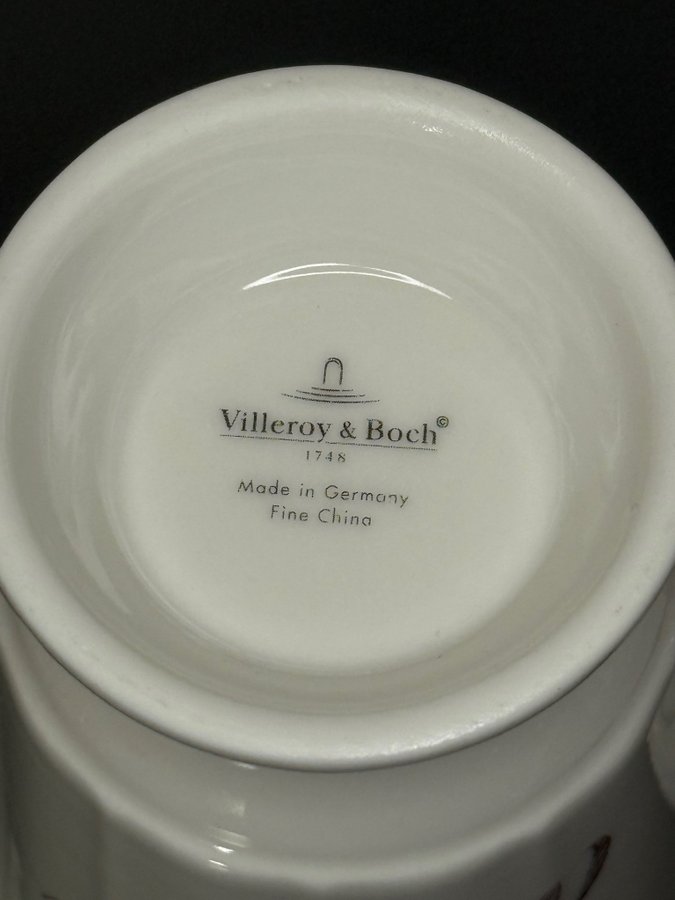 Villeroy & Boch©
1748
Made in Germany
Fine China